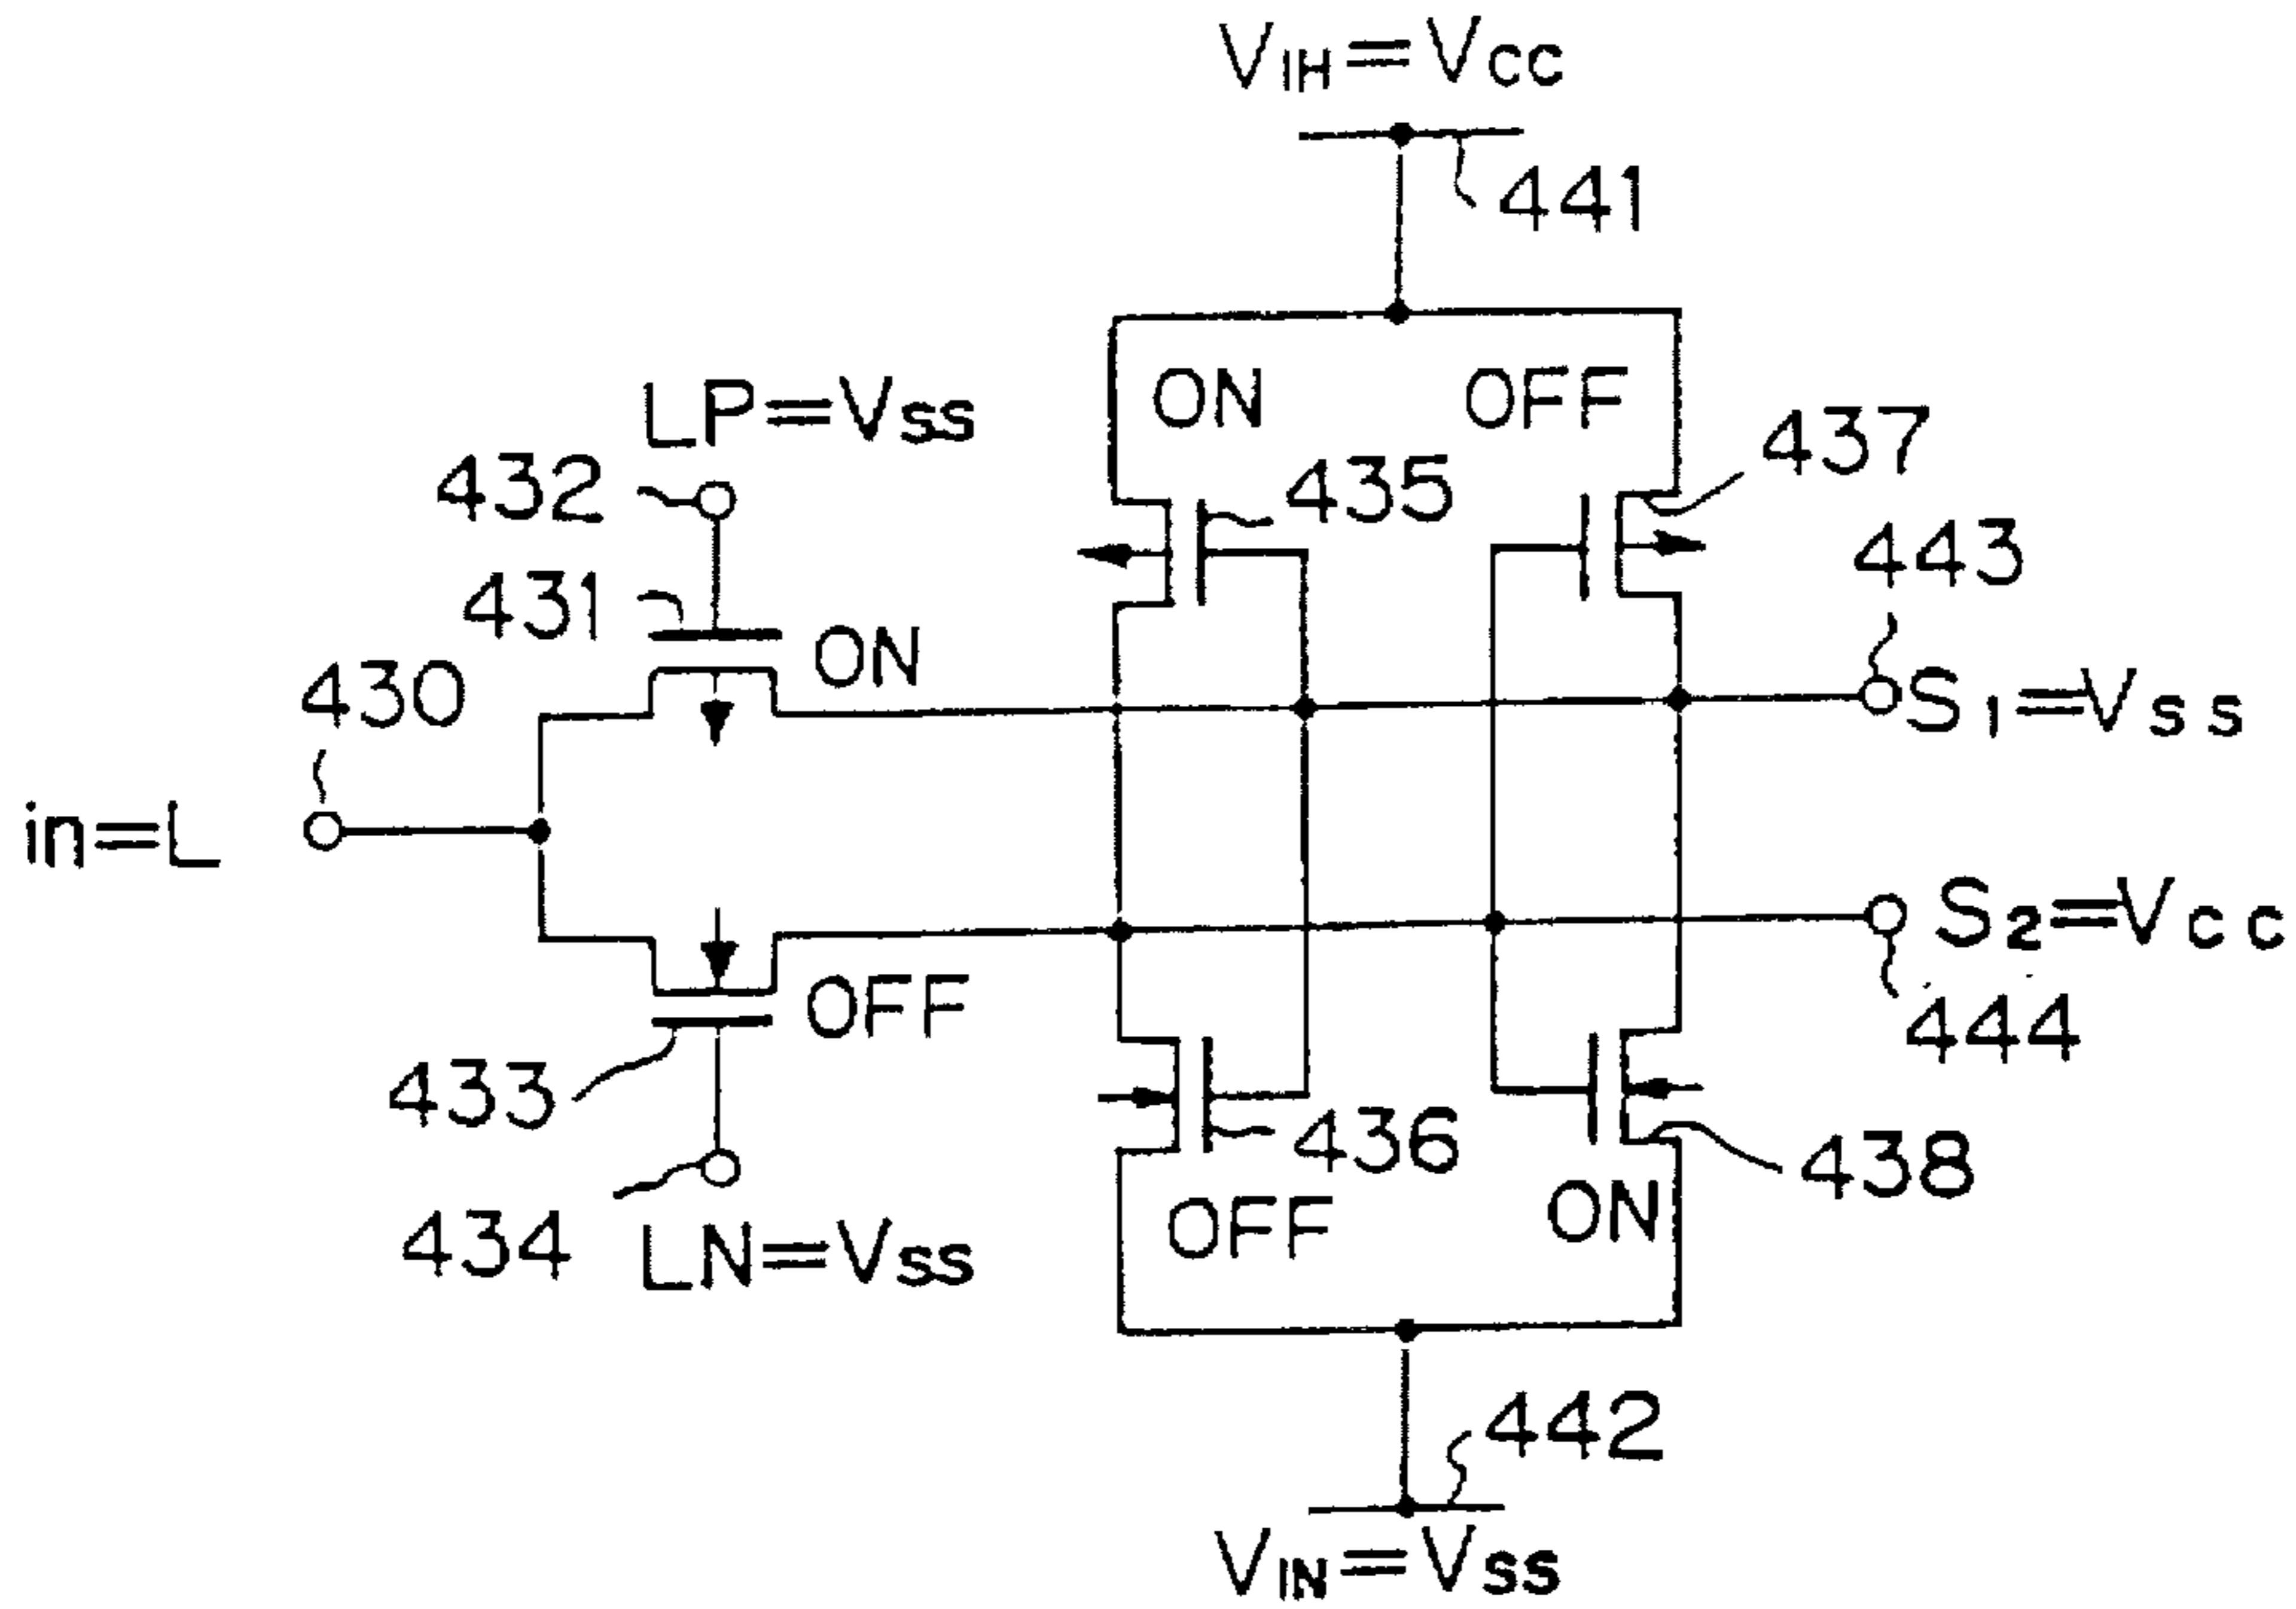 VIH=VCC
441
ON
OFF
LP=VSS
437
432
435
443
431
ON
430
S1=VSS
in=L
S2=VCC
OFF
444
433
436
438
434
LN=VSS
OFF
ON
442
VIN=VSS